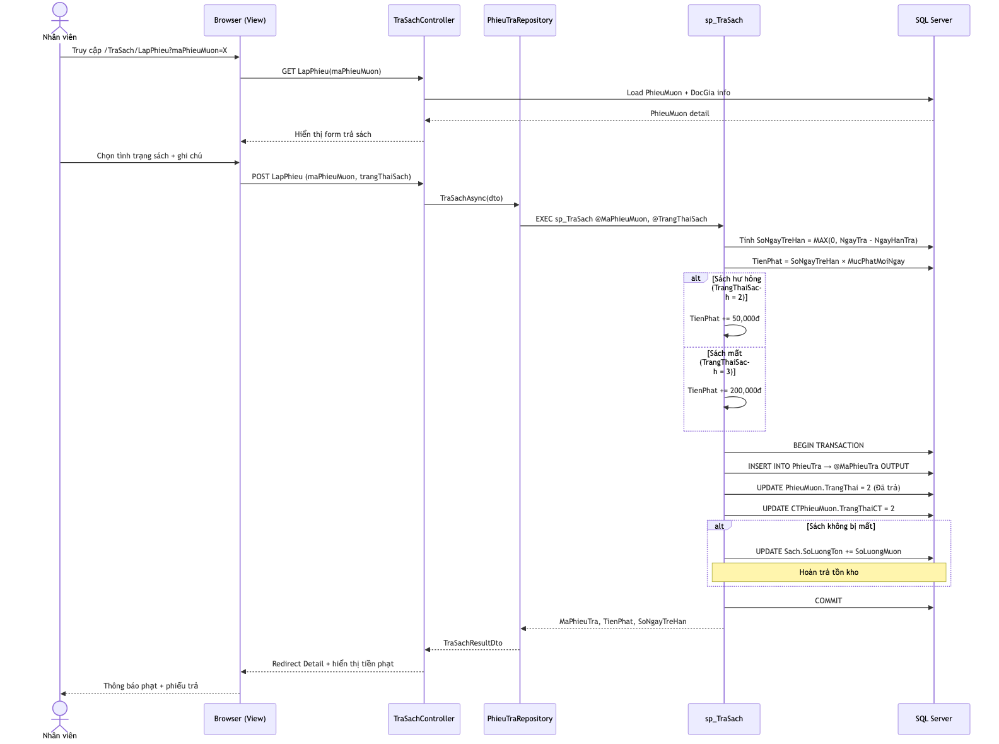 Browser (View)
TraSachController
PhieuTraRepository
sp_TraSach
SQL Server
Nhân viên
Truy cập /TraSach/LapPhieu?maPhieuMuon=X
GET LapPhieu(maPhieuMuon)
Load PhieuMuon + DocGia info
PhieuMuon detail
Hiển thị form trả sách
Chọn tình trạng sách + ghi chú
POST LapPhieu (maPhieuMuon, trangThaiSach)
TraSachAsync(dto)
EXEC sp_TraSach @MaPhieuMuon, @TrangThaiSach
Tính SoNgayTreHan = MAX(0, NgayTra - NgayHanTra)
TienPhat = SoNgayTreHan × MucPhatMoiNgay
alt
[Sách hư hỏng
(TrangThaiSac-
h = 2)]
TienPhat += 50,000đ
[Sách mất
(TrangThaiSac-
h = 3)]
TienPhat += 200,000đ
BEGIN TRANSACTION
INSERT INTO PhieuTra → @MaPhieuTra OUTPUT
UPDATE PhieuMuon.TrangThai = 2 (Đã trả)
UPDATE CTPhieuMuon.TrangThaiCT = 2
alt
[Sách không bị mất]
UPDATE Sach.SoLuongTon += SoLuongMuon
Hoàn trả tồn kho
COMMIT
MaPhieuTra, TienPhat, SoNgayTreHan
TraSachResultDto
Redirect Detail + hiển thị tiền phạt
Thông báo phạt + phiếu trả
Browser (View)
TraSachController
PhieuTraRepository
sp_TraSach
SQL Server
Nhân viên